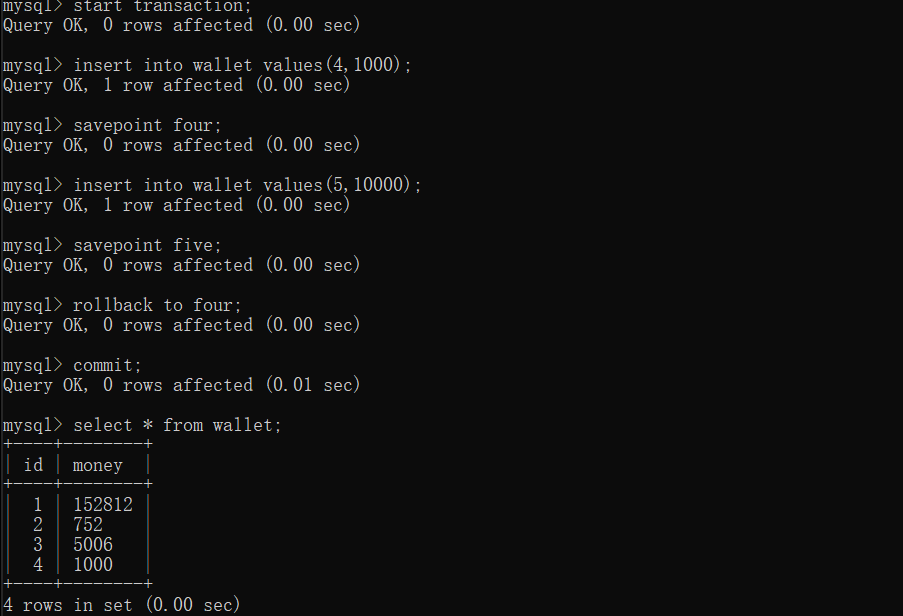 mysql> start transaction;
Query OK, 0 rows affected (0.00 sec)
mysql> insert into wallet values(4,1000);
Query OK, 1 row affected (0.00 sec)
mysql> savepoint four;
Query OK, 0 rows affected (0.00 sec)
mysql> insert into wallet values(5,10000);
Query OK, 1 row affected (0.00 sec)
mysql> savepoint five;
Query OK, 0 rows affected (0.00 sec)
mysql> rollback to four;
Query OK, 0 rows affected (0.00 sec)
mysql> commit;
Query OK, 0 rows affected (0.01 sec)
mysql> select * from wallet;
+----+--------+
| id | money  |
+----+--------+
|  1 | 152812 |
|  2 | 752    |
|  3 | 5006   |
|  4 | 1000   |
+----+--------+
4 rows in set (0.00 sec)